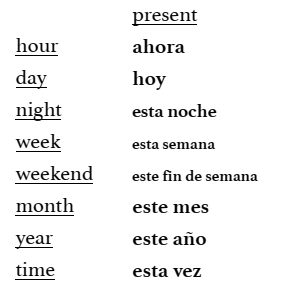 present
hour ahora
day hoy
night esta noche
week esta semana
weekend este fin de semana
month este mes
year este año
time esta vez